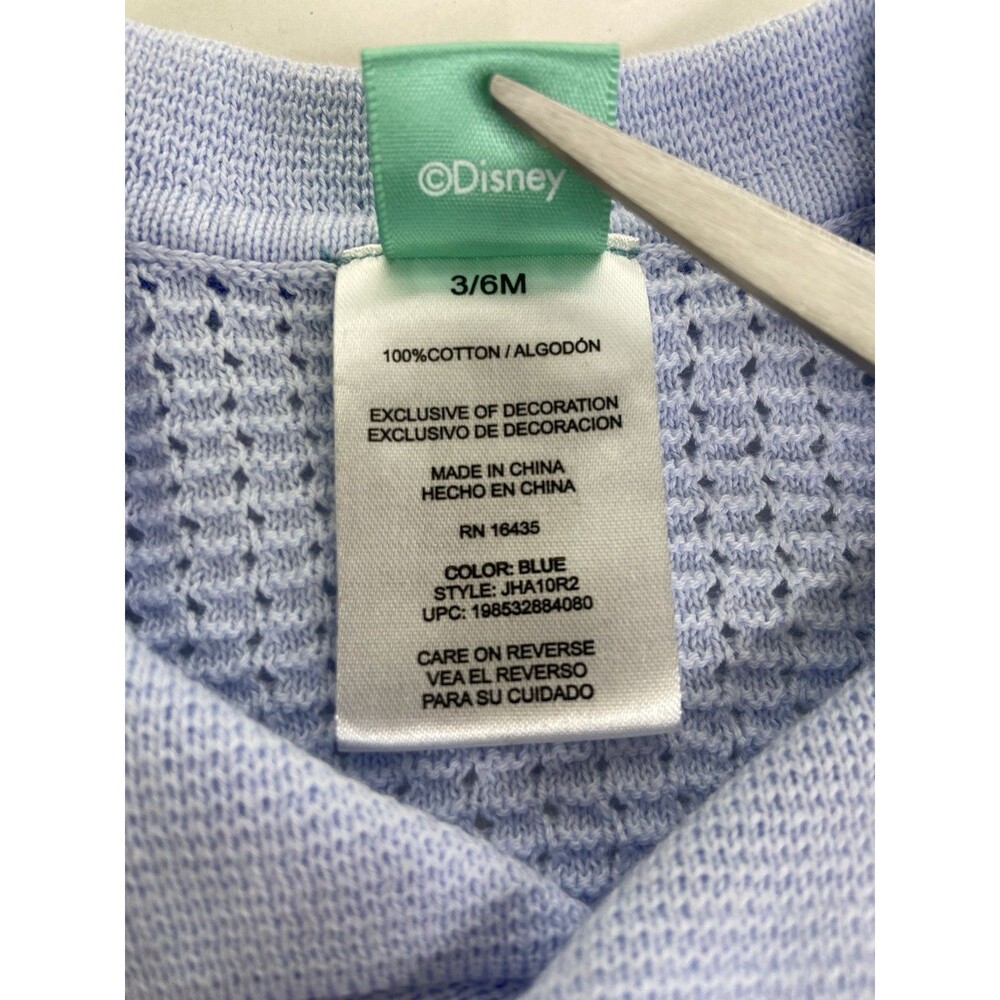 ©Disney
3/6M
100%COTTON / ALGODÓN
EXCLUSIVE OF DECORATION
EXCLUSIVO DE DECORACION
MADE IN CHINA
HECHO EN CHINA
RN 16435
COLOR: BLUE
STYLE: JHA10R2
UPC: 198532884080
CARE ON REVERSE
VEA EL REVERSO
PARA SU CUIDADO